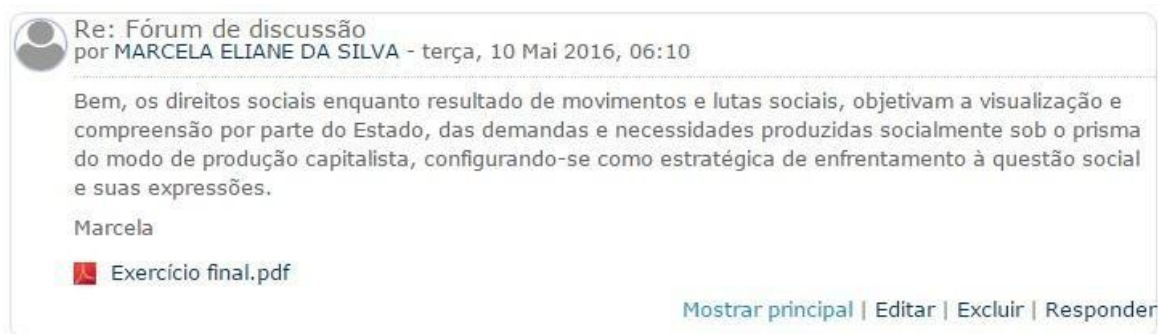 Re: Fórum de discussão
por MARCELA ELIANE DA SILVA - terça, 10 Mai 2016, 06:10
Bem, os direitos sociais enquanto resultado de movimentos e lutas sociais, objetivam a visualização e
compreensão por parte do Estado, das demandas e necessidades produzidas socialmente sob o prisma
do modo de produção capitalista, configurando-se como estratégica de enfrentamento à questão social
e suas expressões.
Marcela
Exercício final.pdf
Mostrar principal | Editar | Excluir | Responder